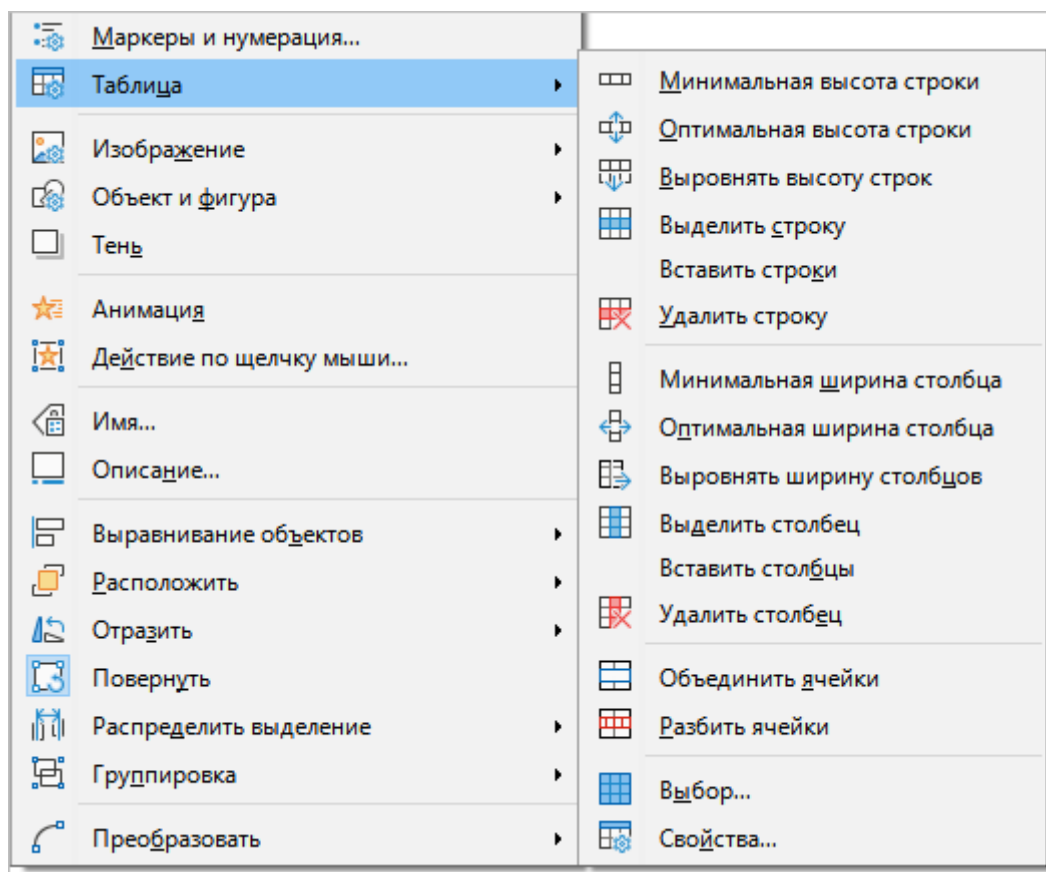 Маркеры и нумерация...
Таблица
Изображение
Объект и фигура
Тень
Анимация
Действие по щелчку мыши...
Имя...
Описание...
Выравнивание объектов
Расположить
Отразить
Повернуть
Распределить выделение
Группировка
Преобразовать
Минимальная высота строки
Оптимальная высота строки
Выровнять высоту строк
Выделить строку
Вставить строки
Удалить строку
Минимальная ширина столбца
Оптимальная ширина столбца
Выровнять ширину столбцов
Выделить столбец
Вставить столбцы
Удалить столбец
Объединить ячейки
Разбить ячейки
Выбор...
Свойства...